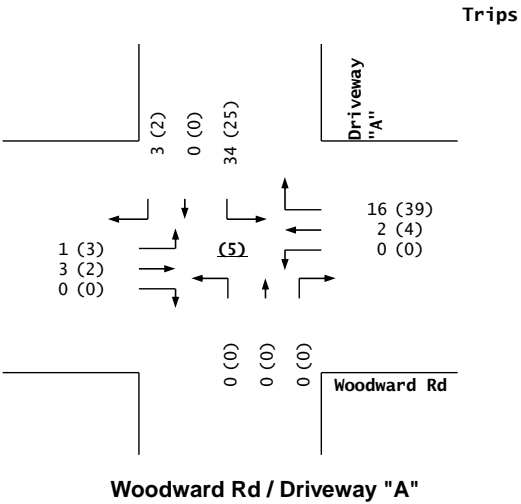 Trips
Driveway
"A"
3 (2)
0 (0)
34 (25)
16 (39)
2 (4)
0 (0)
1 (3)
3 (2)
0 (0)
(5)
0 (0)
0 (0)
0 (0)
Woodward Rd
Woodward Rd / Driveway "A"